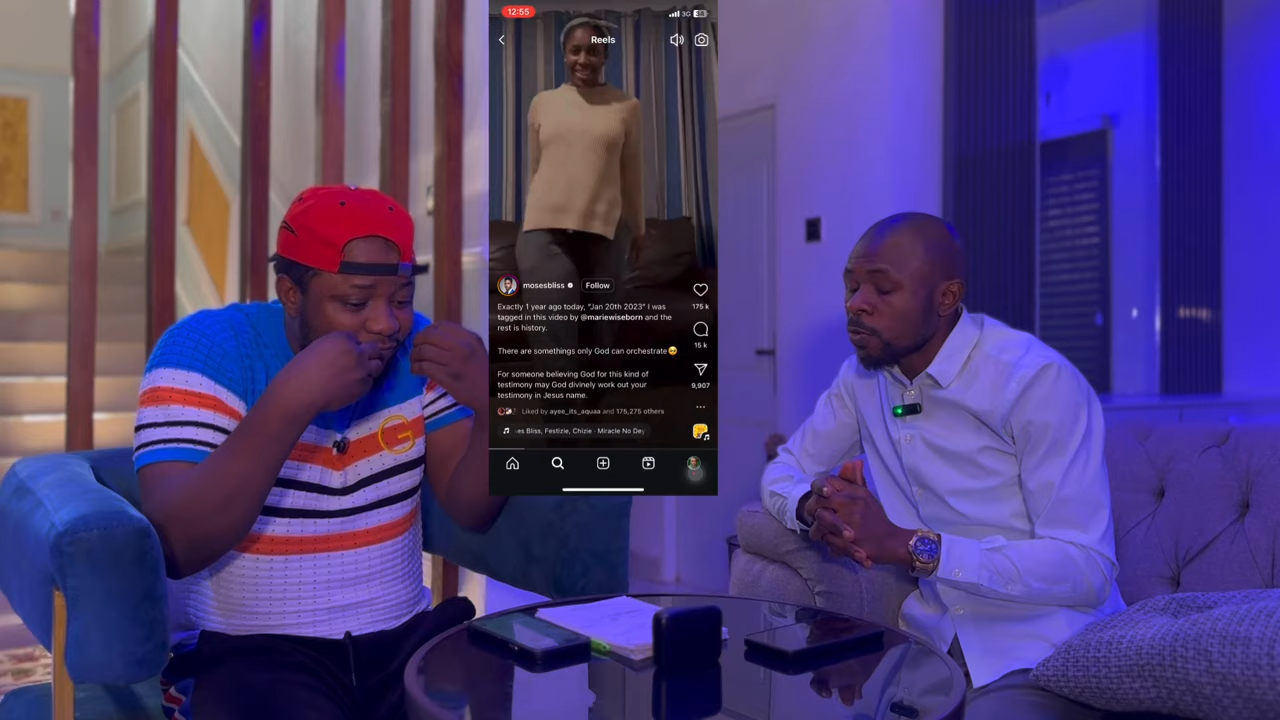 12:55
3G
Reels
mosesbliss
Follow
Exactly 1 year ago today, "Jan 20th 2023" I was
tagged in this video by @mariewiseborn and the
rest is history.
There are somethings only God can orchestrate🥺
For someone believing God for this kind of
testimony may God divinely work out your
testimony in Jesus name.
Liked by ayee_its_aquaa and 175,275 others
es Bliss, Festizie, Chizie · Miracle No De
175 k
15 k
9,907
G